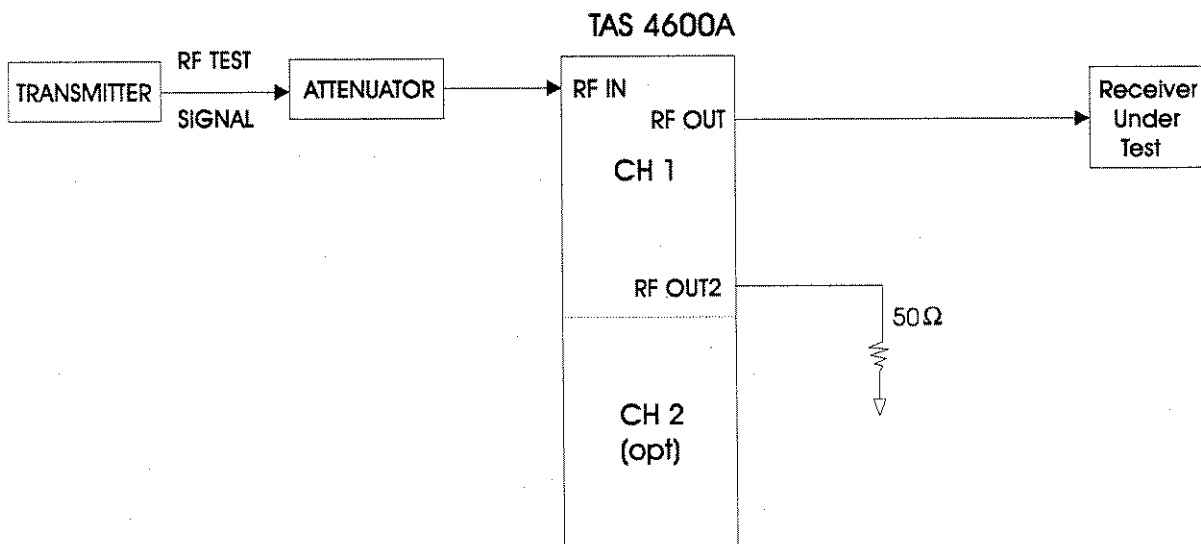 TAS 4600A
RF TEST
TRANSMITTER
SIGNAL
ATTENUATOR
RF IN
RF OUT
CH 1
Receiver
Under
Test
RF OUT2
50Ω
CH 2
(opt)